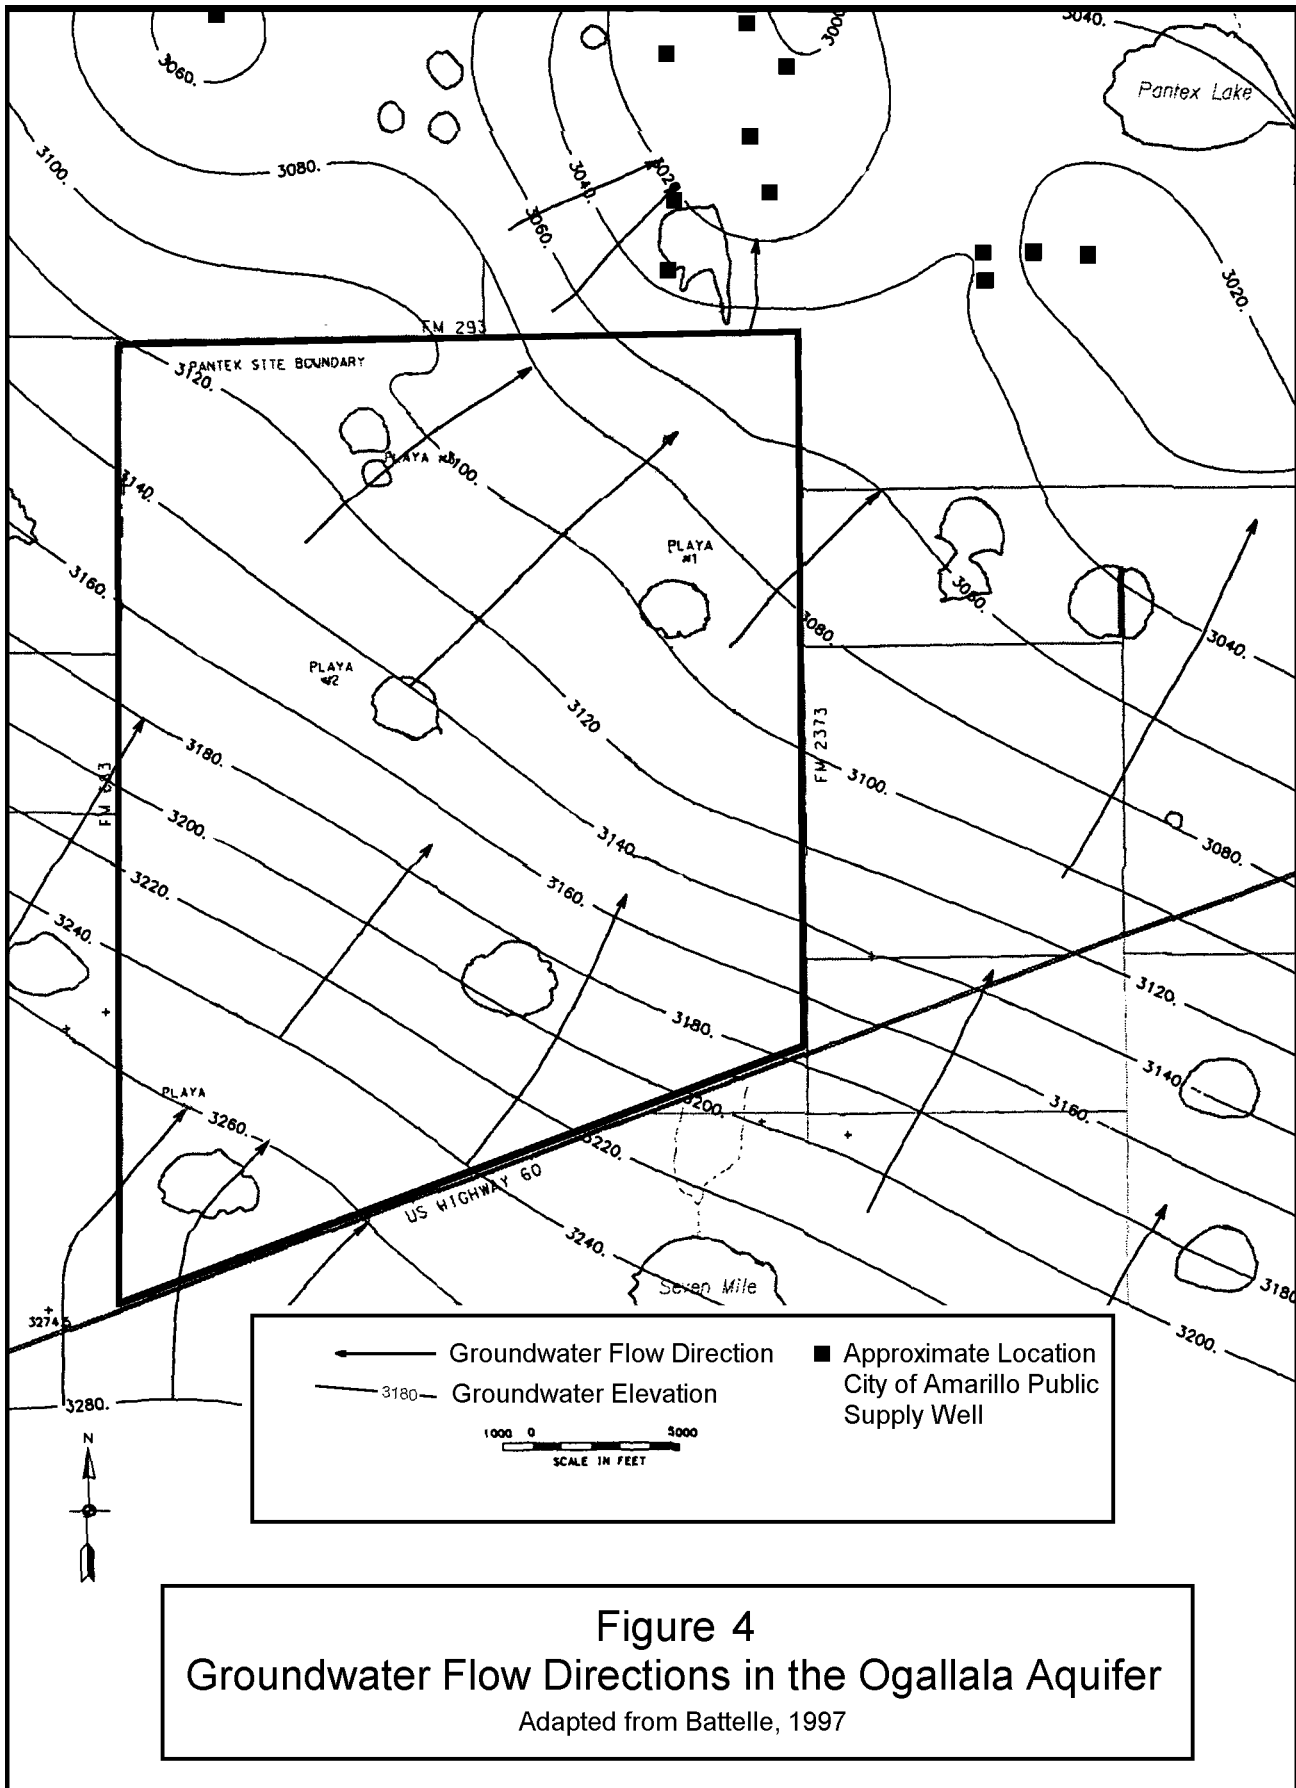 3040.
3000
3060.
Pantex Lake
3100.
3080.
3040.
3020
3060.
3020.
FM 293
PANTEX SITE BOUNDARY
3120.
PLAYA #3
3100.
3140.
PLAYA
#1
3160.
3060.
3080.
3040.
PLAYA
#2
3120
FM 2373
3180.
3100.
FM 683
3200.
3140.
3080.
3220.
3160.
3240.
3120.
3180.
PLAYA
3140.
3200.
3160.
3260.
3220.
US HIGHWAY 60
3240.
Seven Mile
3180
3274.5
3200.
Groundwater Flow Direction
Approximate Location
City of Amarillo Public
Supply Well
3180
Groundwater Elevation
3280.
1000 0 5000
SCALE IN FEET
N
Figure 4
Groundwater Flow Directions in the Ogallala Aquifer
Adapted from Battelle, 1997